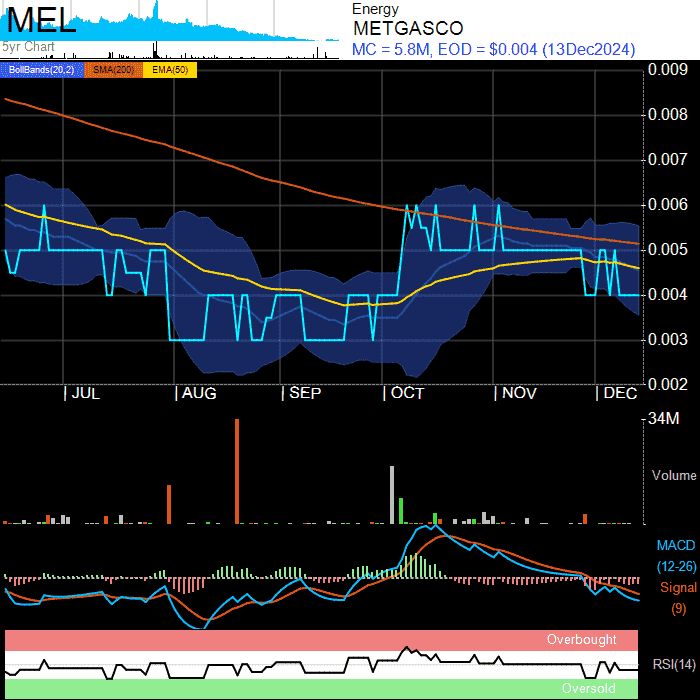 MEL
5yr Chart
Energy
METGASCO
MC = 5.8M, EOD = $0.004 (13Dec2024)
BollBands(20,2) SMA(200) EMA(50)
0.009
0.008
0.007
0.006
0.005
0.004
0.003
0.002
JUL AUG SEP OCT NOV DEC
34M
Volume
MACD
(12-26)
Signal
(9)
Overbought
RSI(14)
Oversold